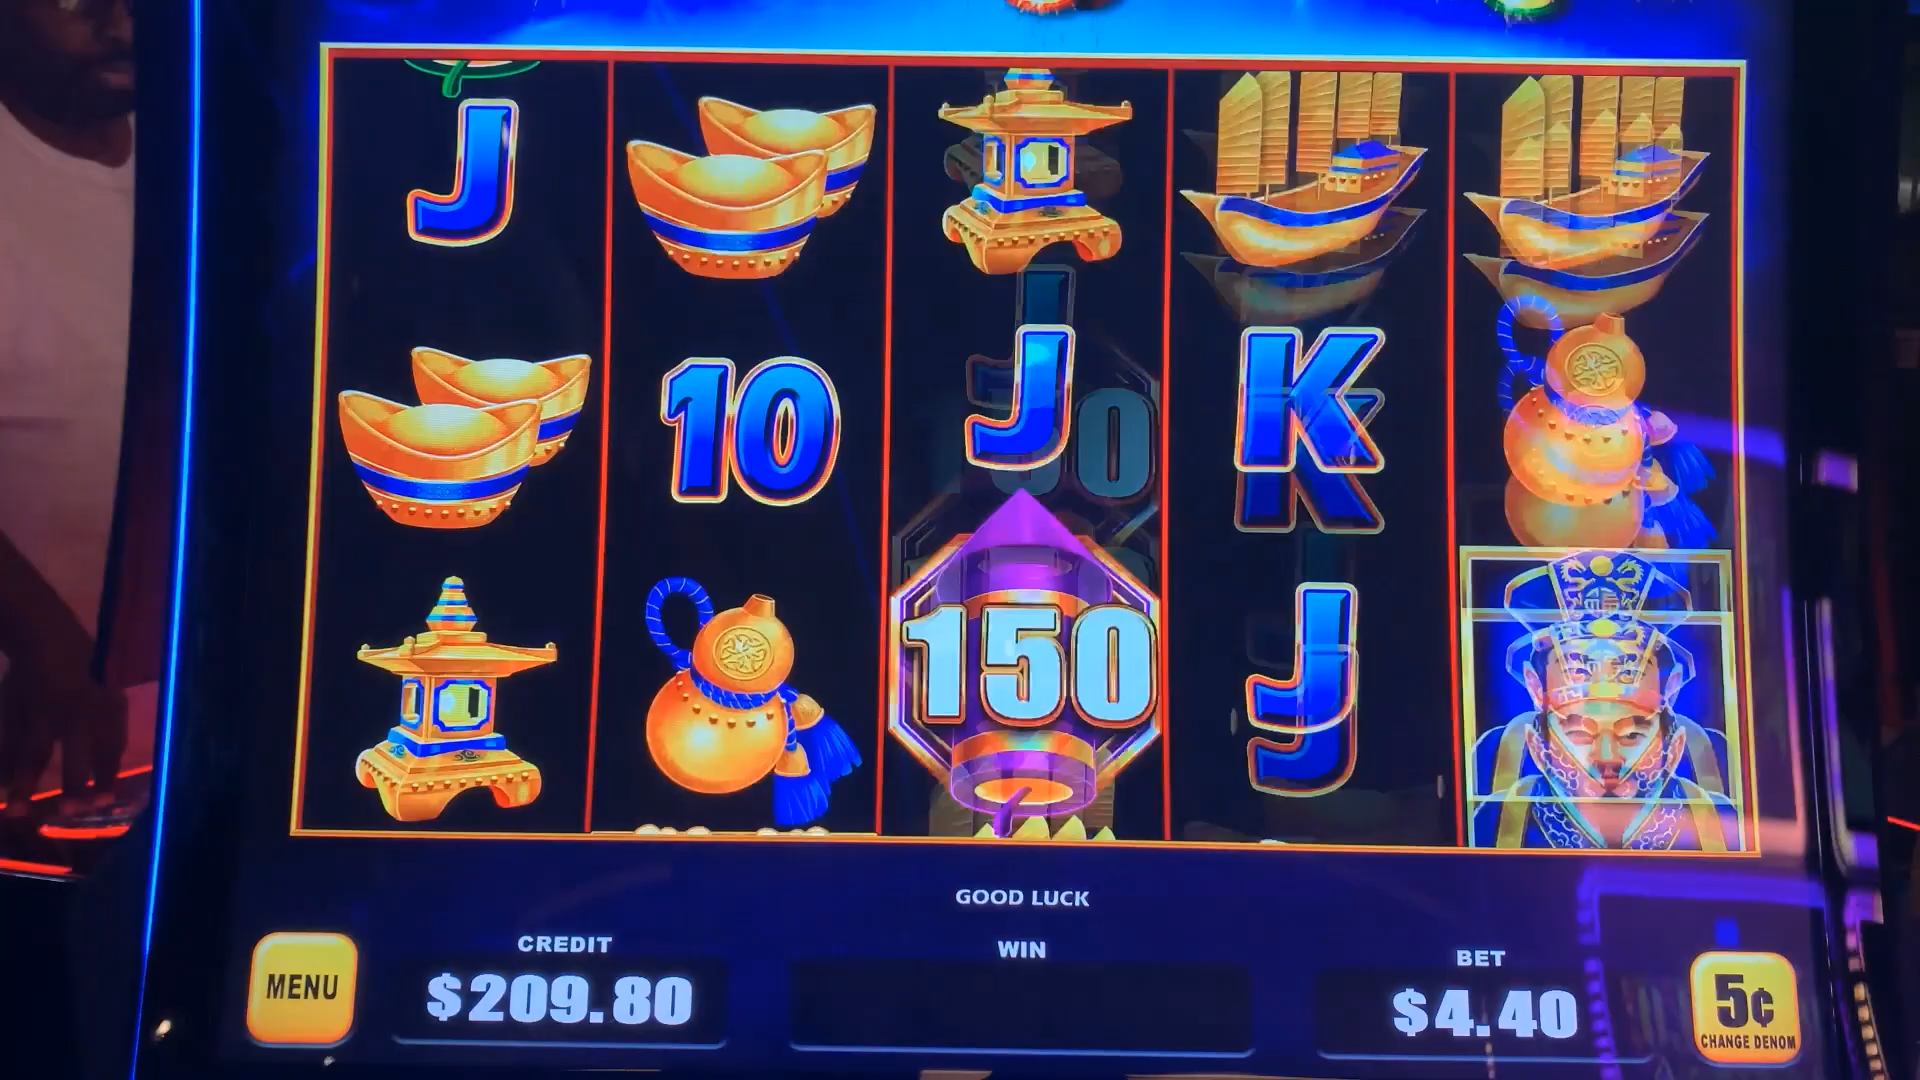 J
10
J
K
150
J
GOOD LUCK
CREDIT
WIN
BET
MENU
$209.80
$4.40
5¢
CHANGE DENOM